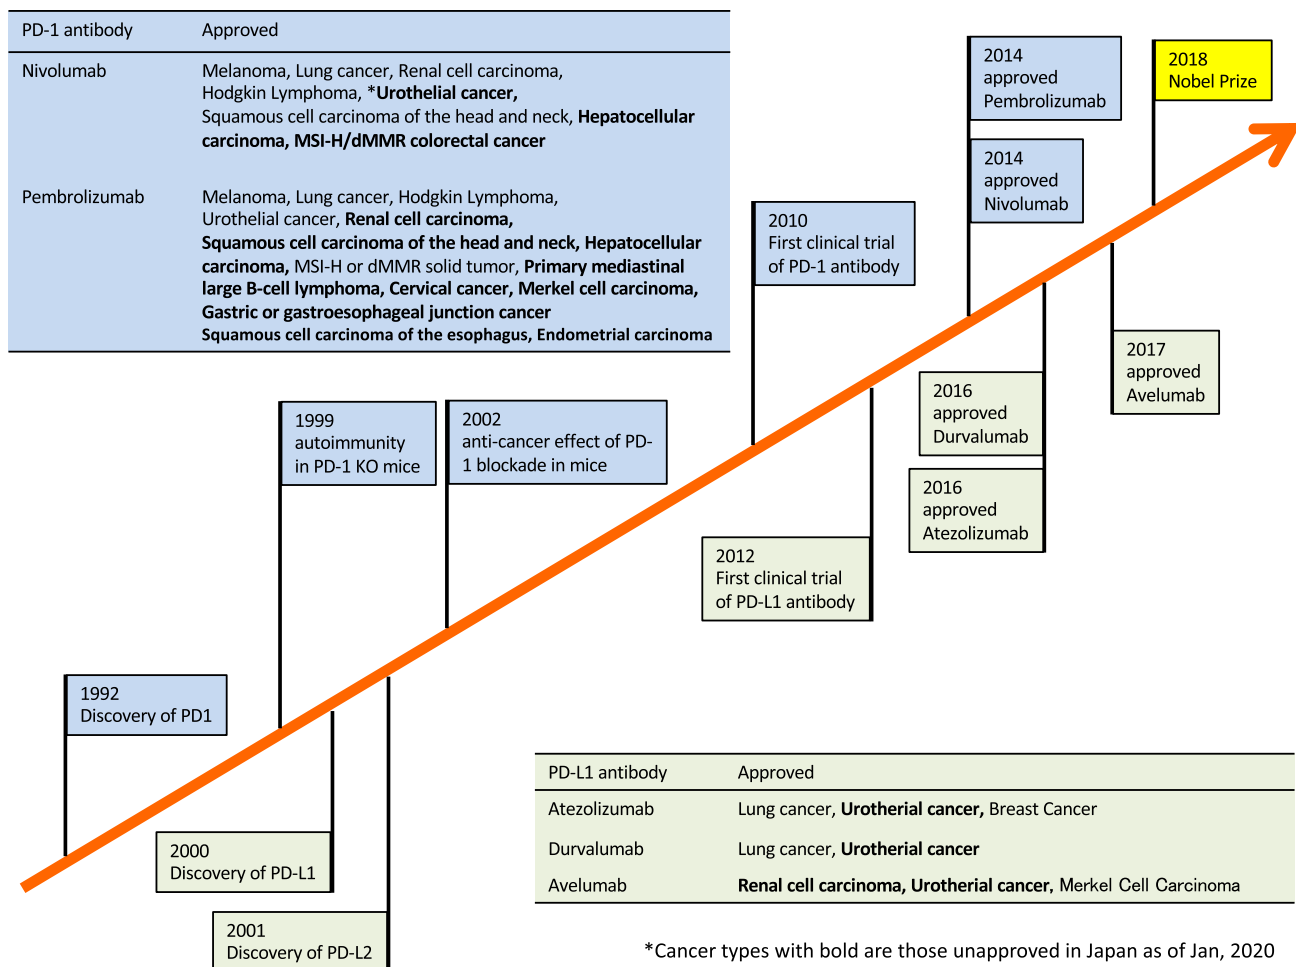 PD-1 antibody Approved
Nivolumab Melanoma, Lung cancer, Renal cell carcinoma,
Hodgkin Lymphoma, *Urothelial cancer,
Squamous cell carcinoma of the head and neck, Hepatocellular
carcinoma, MSI-H/dMMR colorectal cancer
Pembrolizumab Melanoma, Lung cancer, Hodgkin Lymphoma,
Urothelial cancer, Renal cell carcinoma,
Squamous cell carcinoma of the head and neck, Hepatocellular
carcinoma, MSI-H or dMMR solid tumor, Primary mediastinal
large B-cell lymphoma, Cervical cancer, Merkel cell carcinoma,
Gastric or gastroesophageal junction cancer
Squamous cell carcinoma of the esophagus, Endometrial carcinoma
1992
Discovery of PD1
1999
autoimmunity
in PD-1 KO mice
2000
Discovery of PD-L1
2001
Discovery of PD-L2
2002
anti-cancer effect of PD-
1 blockade in mice
2010
First clinical trial
of PD-1 antibody
2012
First clinical trial
of PD-L1 antibody
2014
approved
Pembrolizumab
2014
approved
Nivolumab
2016
approved
Durvalumab
2016
approved
Atezolizumab
2017
approved
Avelumab
2018
Nobel Prize
PD-L1 antibody Approved
Atezolizumab Lung cancer, Urotherial cancer, Breast Cancer
Durvalumab Lung cancer, Urotherial cancer
Avelumab Renal cell carcinoma, Urotherial cancer, Merkel Cell Carcinoma
*Cancer types with bold are those unapproved in Japan as of Jan, 2020